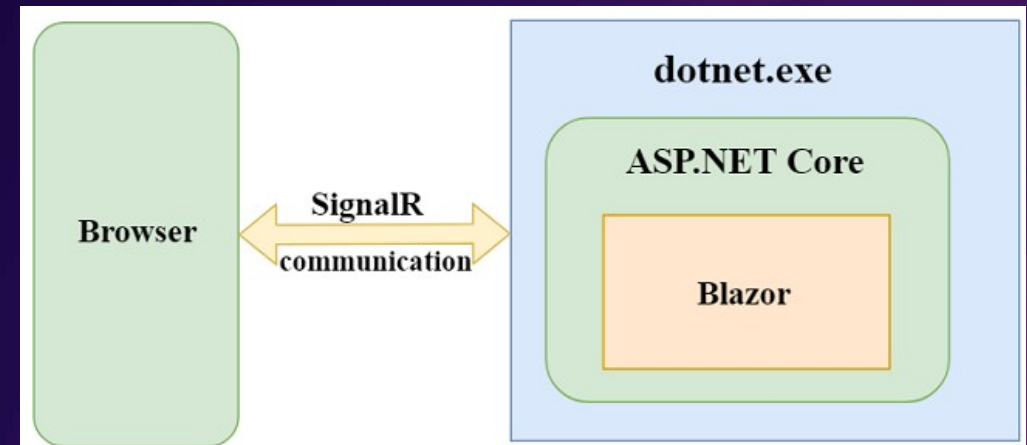 Browser
SignalR
communication
dotnet.exe
ASP.NET Core
Blazor